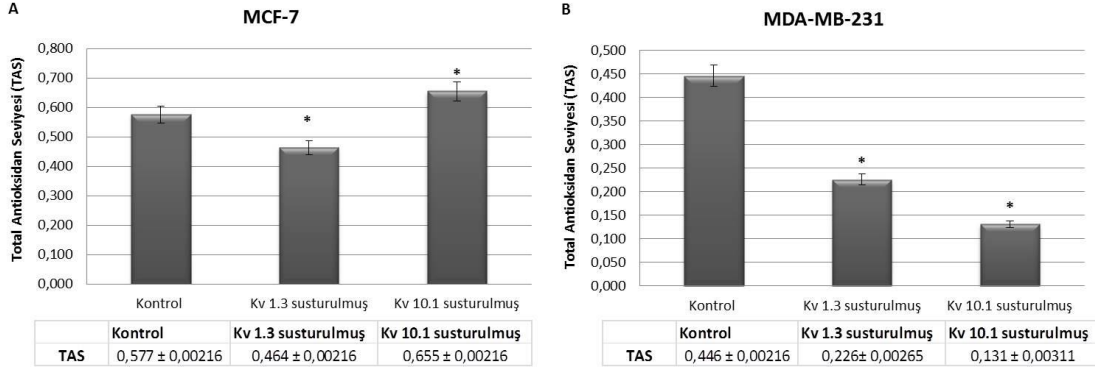 A
MCF-7
Total Antioksidan Seviyesi (TAS)
0,800
0,700
0,600
0,500
0,400
0,300
0,200
0,100
0,000
*
*
Kontrol Kv 1.3 susturulmuş Kv 10.1 susturulmuş
Kontrol Kv 1.3 susturulmuş Kv 10.1 susturulmuş
TAS 0,577 ± 0,00216 0,464 ± 0,00216 0,655 ± 0,00216
B
MDA-MB-231
Total Antioksidan Seviyesi (TAS)
0,500
0,450
0,400
0,350
0,300
0,250
0,200
0,150
0,100
0,050
0,000
*
*
Kontrol Kv 1.3 susturulmuş Kv 10.1 susturulmuş
Kontrol Kv 1.3 susturulmuş Kv 10.1 susturulmuş
TAS 0,446 ± 0,00216 0,226± 0,00265 0,131 ± 0,00311